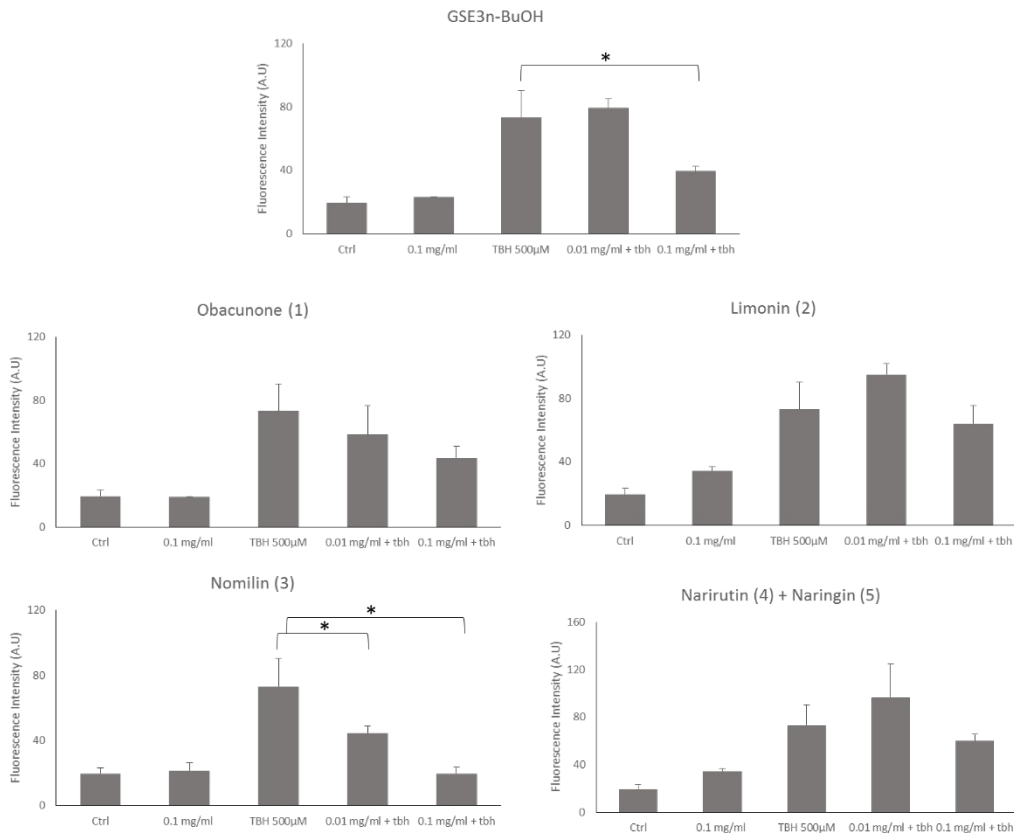 GSE3n-BuOH
*
120
80
40
0
Fluorescence Intensity (A.U)
Ctrl 0.1 mg/ml TBH 500µM 0.01 mg/ml + tbh 0.1 mg/ml + tbh
Obacunone (1)
120
80
40
0
Fluorescence Intensity (A.U)
Ctrl 0.1 mg/ml TBH 500µM 0.01 mg/ml + tbh 0.1 mg/ml + tbh
Limonin (2)
120
80
40
0
Fluorescence Intensity (A.U)
Ctrl 0.1 mg/ml TBH 500µM 0.01 mg/ml + tbh 0.1 mg/ml + tbh
Nomilin (3)
*
*
120
80
40
0
Fluorescence Intensity (A.U)
Ctrl 0.1 mg/ml TBH 500µM 0.01 mg/ml + tbh 0.1 mg/ml + tbh
Narirutin (4) + Naringin (5)
160
120
80
40
0
Fluorescence Intensity (A.U)
Ctrl 0.1 mg/ml TBH 500µM 0.01 mg/ml + tbh 0.1 mg/ml + tbh